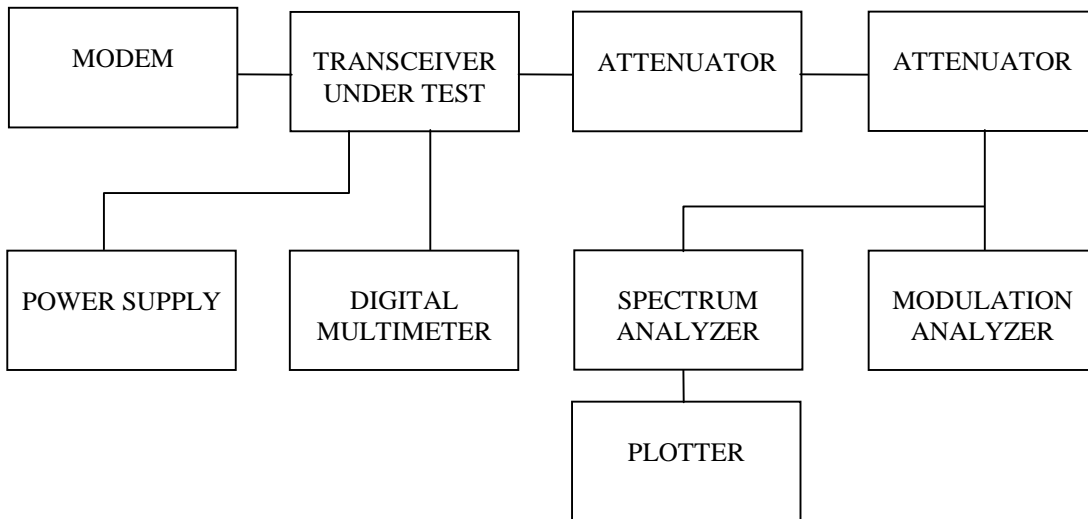 MODEM
TRANSCEIVER
UNDER TEST
ATTENUATOR
ATTENUATOR
POWER SUPPLY
DIGITAL
MULTIMETER
SPECTRUM
ANALYZER
MODULATION
ANALYZER
PLOTTER